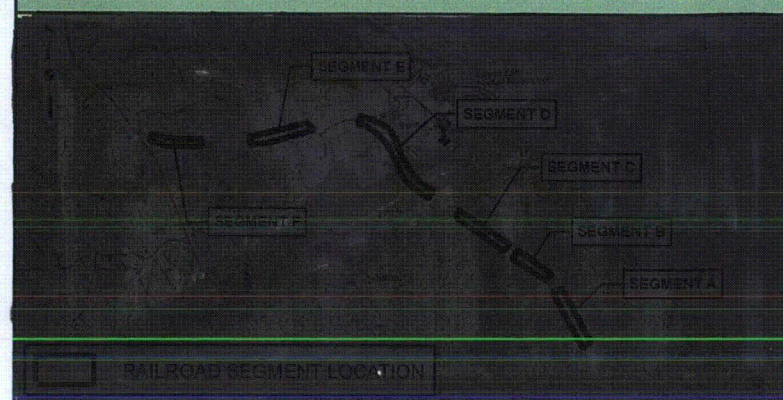 SEGMENT E
SEGMENT D
SEGMENT C
SEGMENT F
SEGMENT B
SEGMENT A
RAILROAD SEGMENT LOCATION